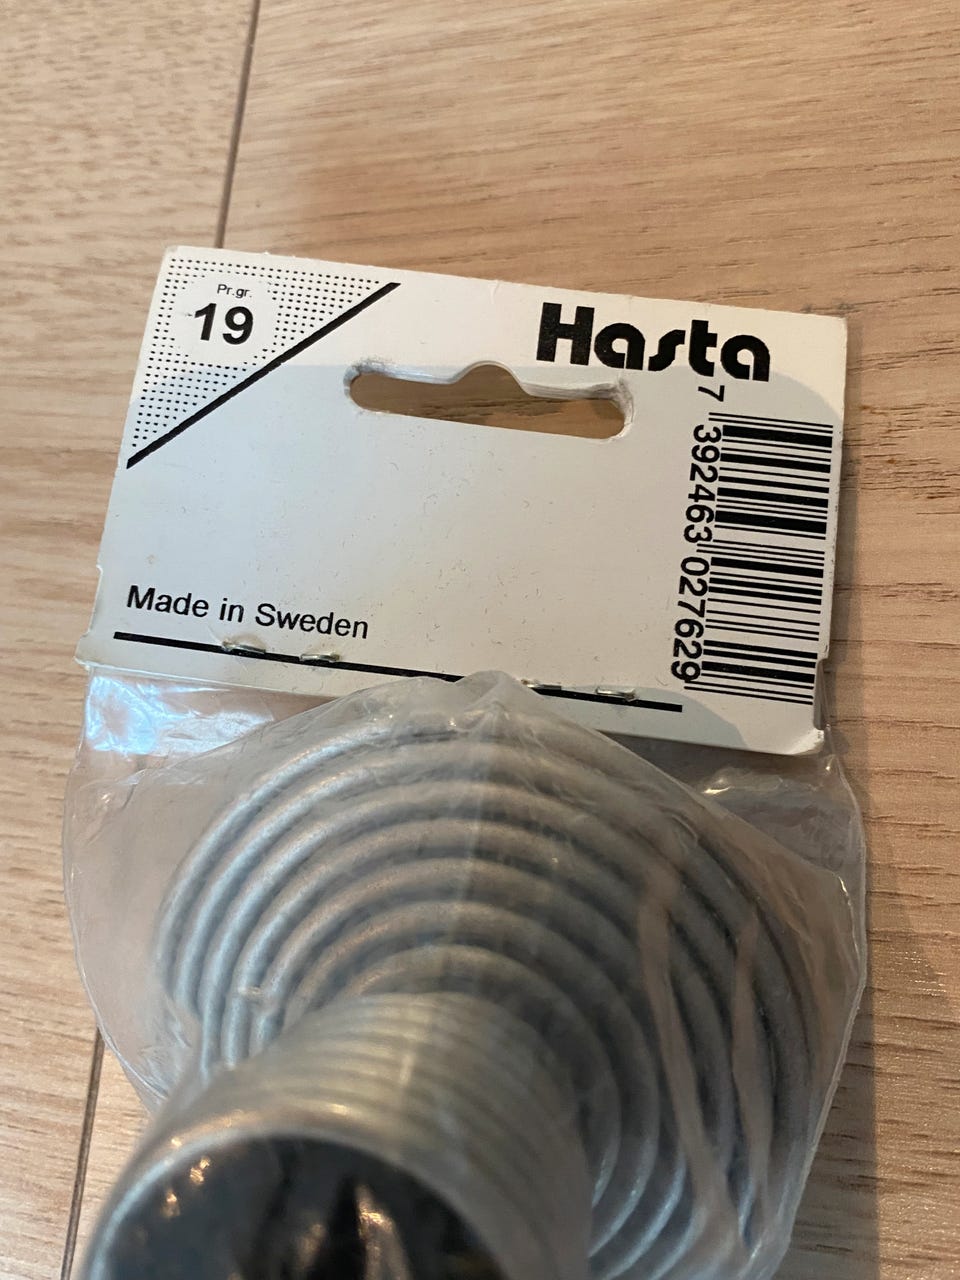 Pr.gr.
19
Hasta
Made in Sweden
7 392463 027629